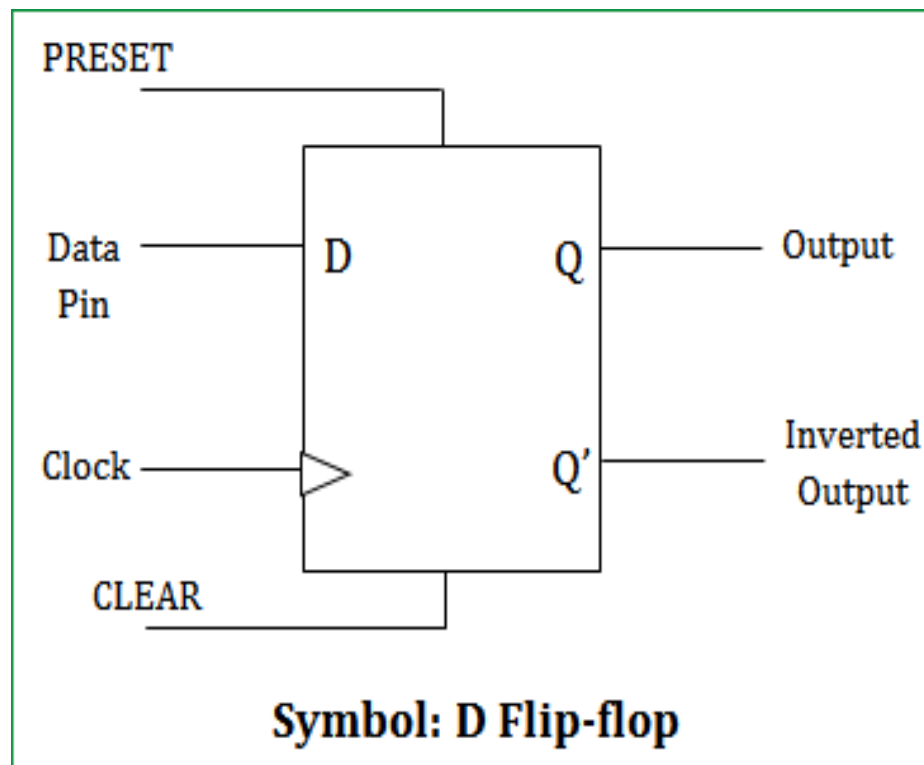 PRESET
Data
Pin
D
Q
Output
Clock
Q’
Inverted
Output
CLEAR
Symbol: D Flip-flop